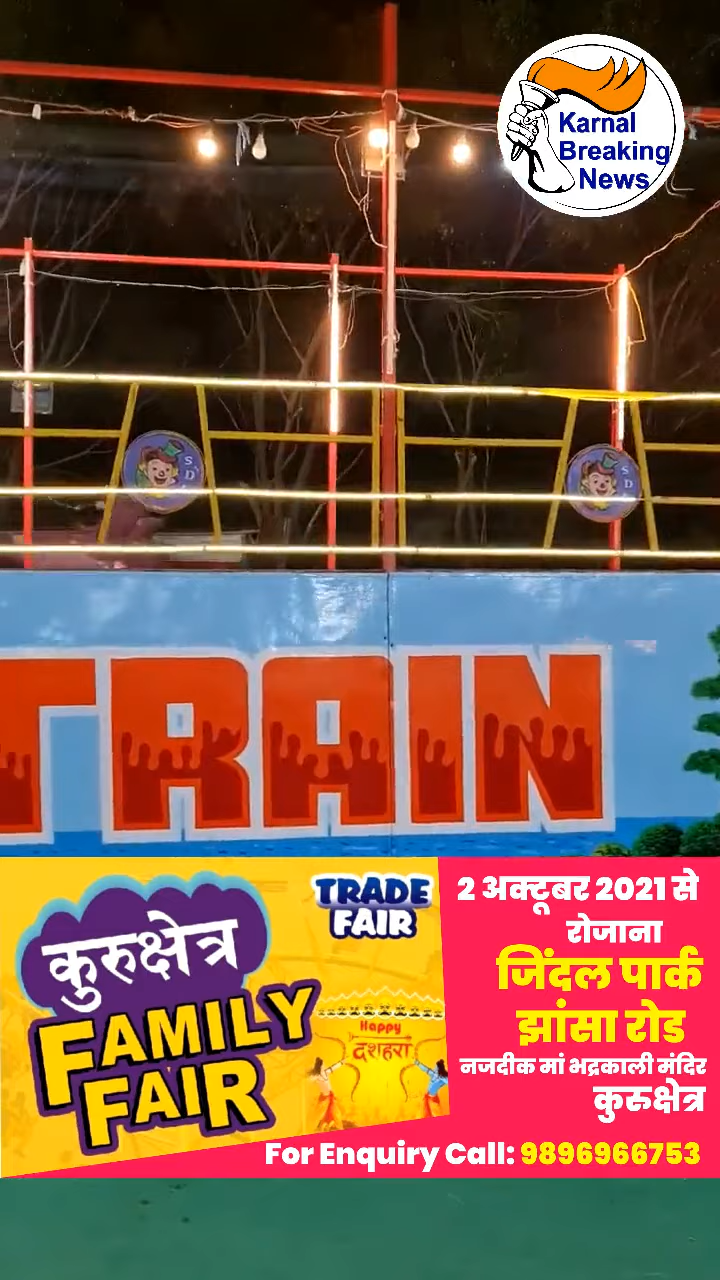 Karnal
Breaking
News
S
D
S
D
TRAIN
TRADE
FAIR
कुरुक्षेत्र
FAMILY
FAIR
Happy
दशहरा
2 अक्टूबर 2021 से
रोजाना
जिंदल पार्क
झांसा रोड
नजदीक मां भद्रकाली मंदिर
कुरुक्षेत्र
For Enquiry Call: 9896966753